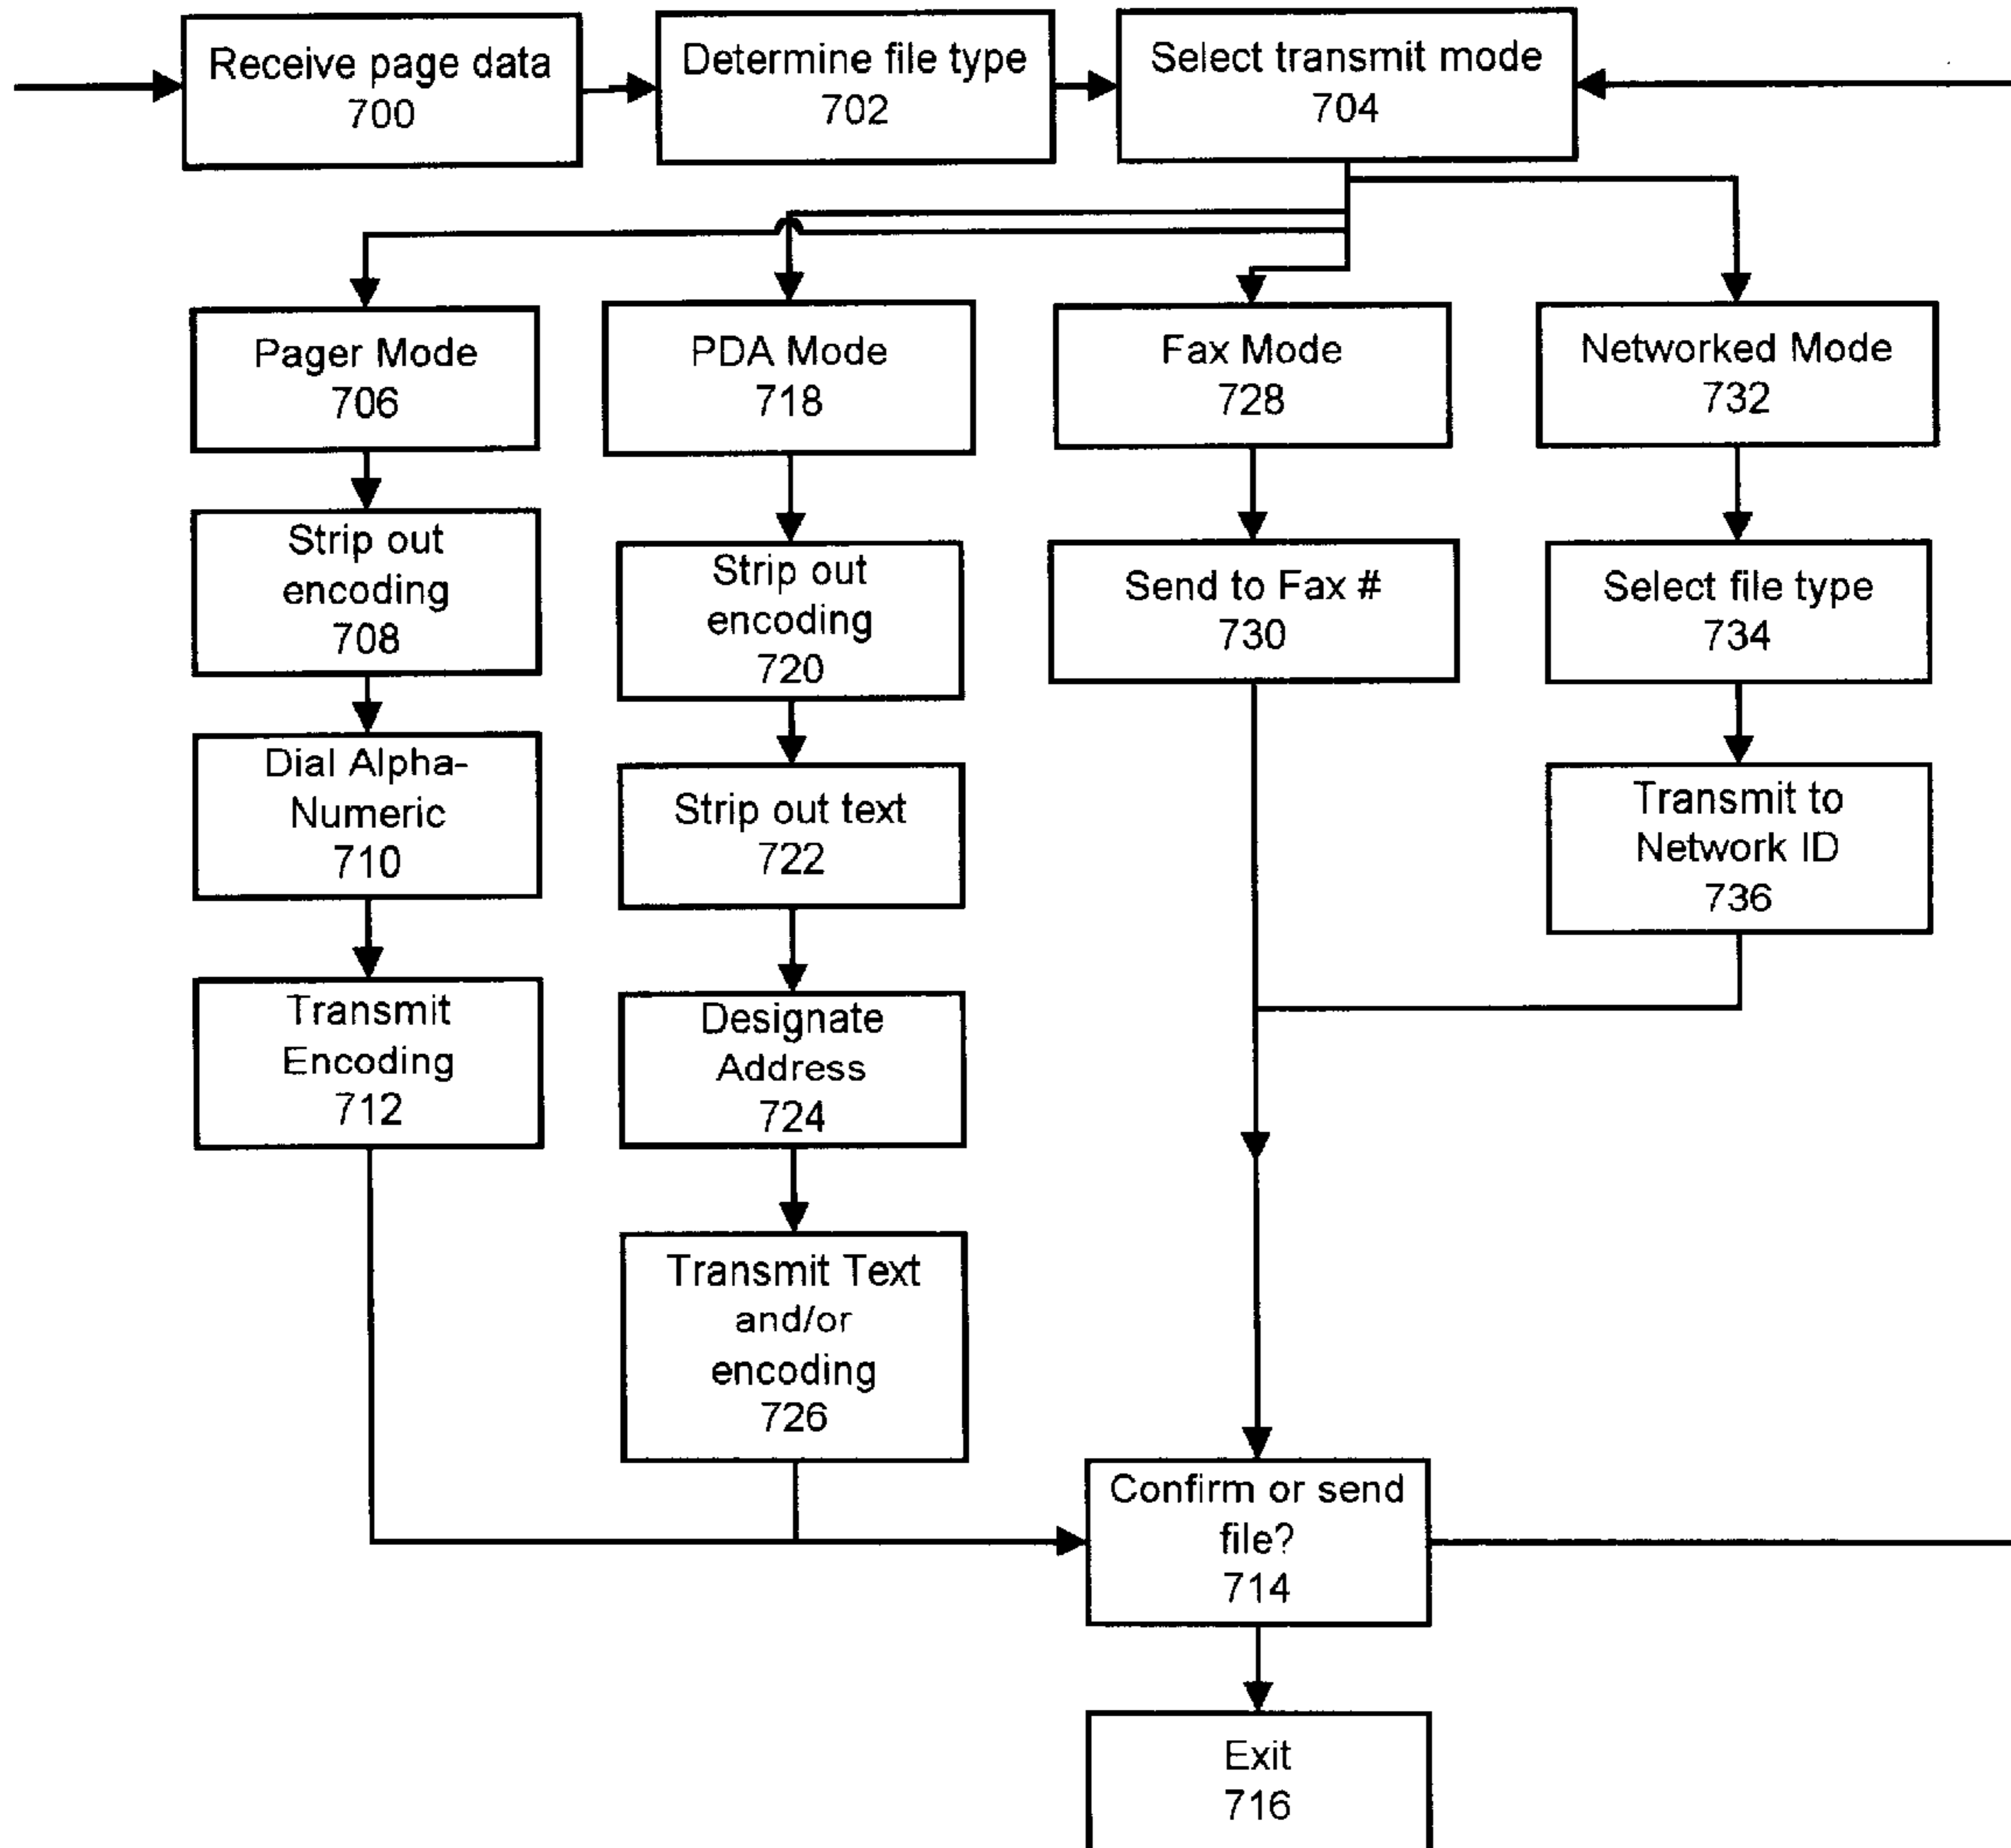 Receive page data
700
Determine file type
702
Select transmit mode
704
Pager Mode
706
PDA Mode
718
Fax Mode
728
Networked Mode
732
Strip out
encoding
708
Strip out
encoding
720
Send to Fax #
730
Select file type
734
Dial Alpha-
Numeric
710
Strip out text
722
Transmit to
Network ID
736
Transmit
Encoding
712
Designate
Address
724
Transmit Text
and/or
encoding
726
Confirm or send
file?
714
Exit
716